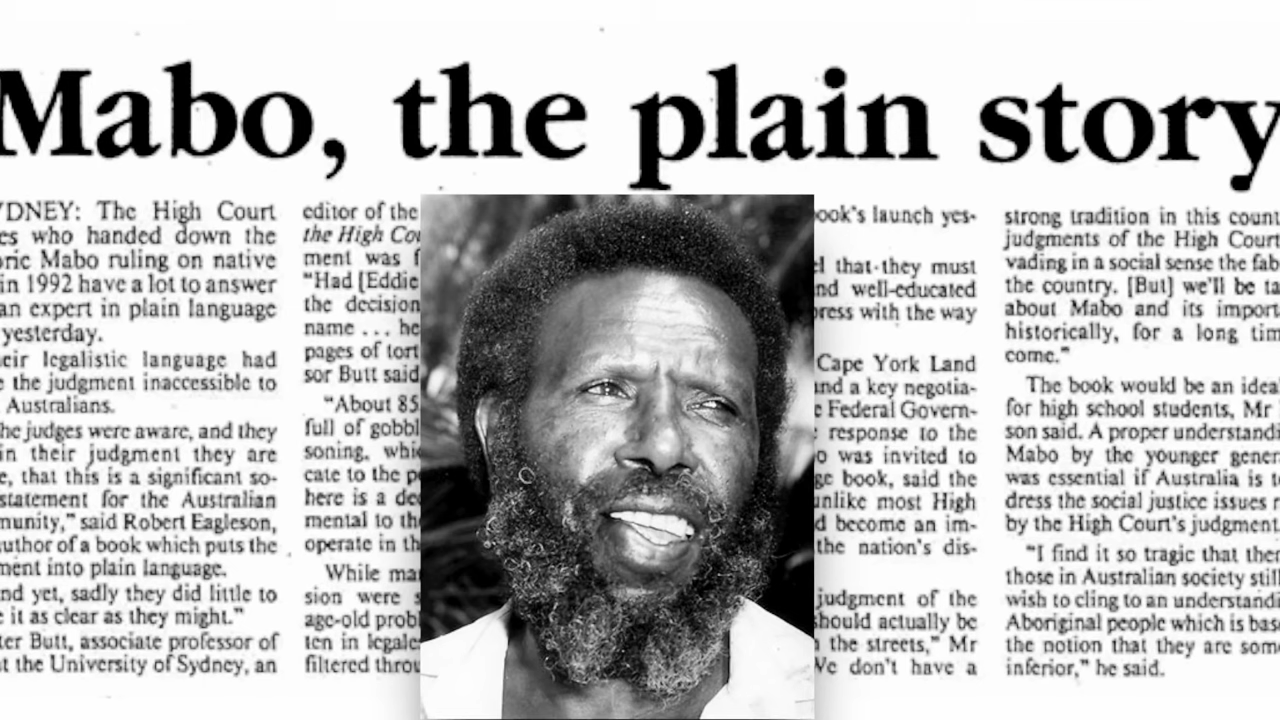 Mabo, the plain story
YDNEY: The High Court
es who handed down the
oric Mabo ruling on native
in 1992 have a lot to answer
an expert in plain language
yesterday.
eir legalistic language had
e the judgment inaccessible to
Australians.
he judges were aware, and they
in their judgment they are
e, that this is a significant so-
statement for the Australian
munity," said Robert Eagleson,
uthor of a book which puts the
ment into plain language.
nd yet, sadly they did little to
e it as clear as they might."
ter Butt, associate professor of
at the University of Sydney, an
editor of the
the High Cou
ment was f
"Had [Eddie
the decision
name ... he
pages of tort
sor Butt said
"About 85
full of gobbl
soning, whic
cate to the po
here is a dec
mental to the
operate in th
While man
sion were s
age-old probl
ten in legales
filtered throu
book's launch yes-
el that they must
nd well-educated
press with the way
Cape York Land
and a key negotia-
e Federal Govern-
response to the
o was invited to
ge book, said the
unlike most High
d become an im-
the nation's dis-
judgment of the
should actually be
n the streets," Mr
We don't have a
strong tradition in this count
judgments of the High Court
vading in a social sense the fab
the country. [But] we'll be ta
about Mabo and its import
historically, for a long tim
come."
The book would be an idea
for high school students, Mr
son said. A proper understandi
Mabo by the younger gener
was essential if Australia is to
dress the social justice issues r
by the High Court's judgment.
"I find it so tragic that ther
those in Australian society still
wish to cling to an understandi
Aboriginal people which is base
the notion that they are som
inferior," he said.